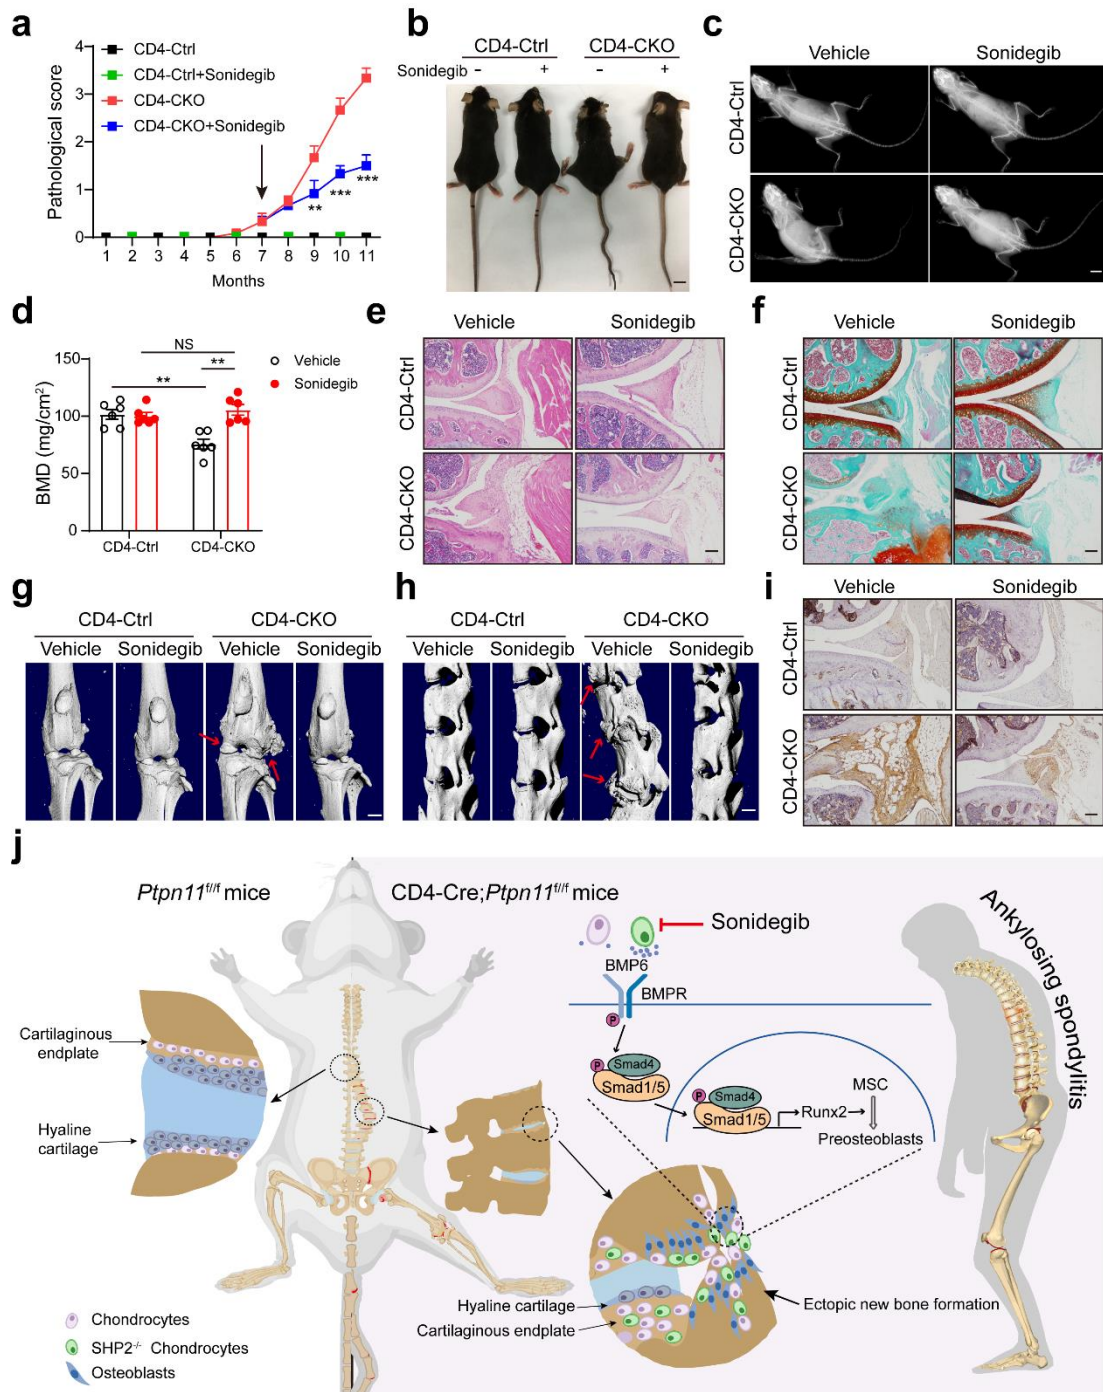 a
CD4-Ctrl
CD4-Ctrl+Sonidegib
CD4-CKO
CD4-CKO+Sonidegib
Pathological score
4
3
2
1
0
**
***
***
1 2 3 4 5 6 7 8 9 10 11
Months
b
CD4-Ctrl CD4-CKO
Sonidegib - + - +
c
Vehicle Sonidegib
CD4-Ctrl
CD4-CKO
d
NS
**
**
Vehicle
Sonidegib
BMD (mg/cm²)
150
100
50
0
CD4-Ctrl CD4-CKO
e
Vehicle Sonidegib
CD4-Ctrl
CD4-CKO
f
Vehicle Sonidegib
CD4-Ctrl
CD4-CKO
g
CD4-Ctrl CD4-CKO
Vehicle Sonidegib Vehicle Sonidegib
h
CD4-Ctrl CD4-CKO
Vehicle Sonidegib Vehicle Sonidegib
i
Vehicle Sonidegib
CD4-Ctrl
CD4-CKO
j
Ptpn11f/f mice
CD4-Cre;Ptpn11f/f mice
Sonidegib
BMP6
BMPR
P
P
Smad4
Smad1/5
P
Smad4
Smad1/5
Runx2
MSC
Preosteoblasts
Ankylosing spondylitis
Cartilaginous
endplate
Hyaline
cartilage
Hyaline cartilage
Cartilaginous endplate
Ectopic new bone formation
Chondrocytes
SHP2-/- Chondrocytes
Osteoblasts